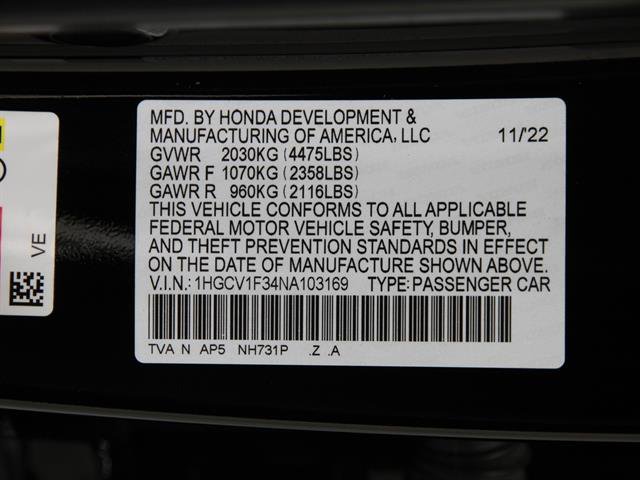 MFD. BY HONDA DEVELOPMENT &
MANUFACTURING OF AMERICA, LLC 11/'22
GVWR 2030KG (4475LBS)
GAWR F 1070KG (2358LBS)
GAWR R 960KG (2116LBS)
THIS VEHICLE CONFORMS TO ALL APPLICABLE
FEDERAL MOTOR VEHICLE SAFETY, BUMPER,
AND THEFT PREVENTION STANDARDS IN EFFECT
ON THE DATE OF MANUFACTURE SHOWN ABOVE.
V.I.N.: 1HGCV1F34NA103169 TYPE: PASSENGER CAR
TVA N AP5 NH731P .Z .A
VE